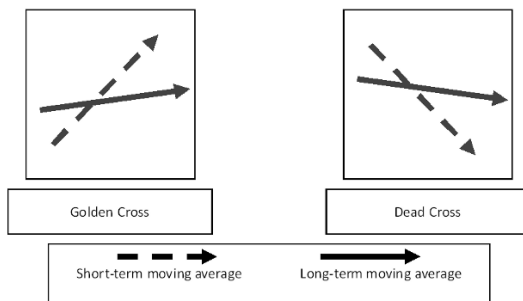 Golden Cross
Dead Cross
Short-term moving average
Long-term moving average